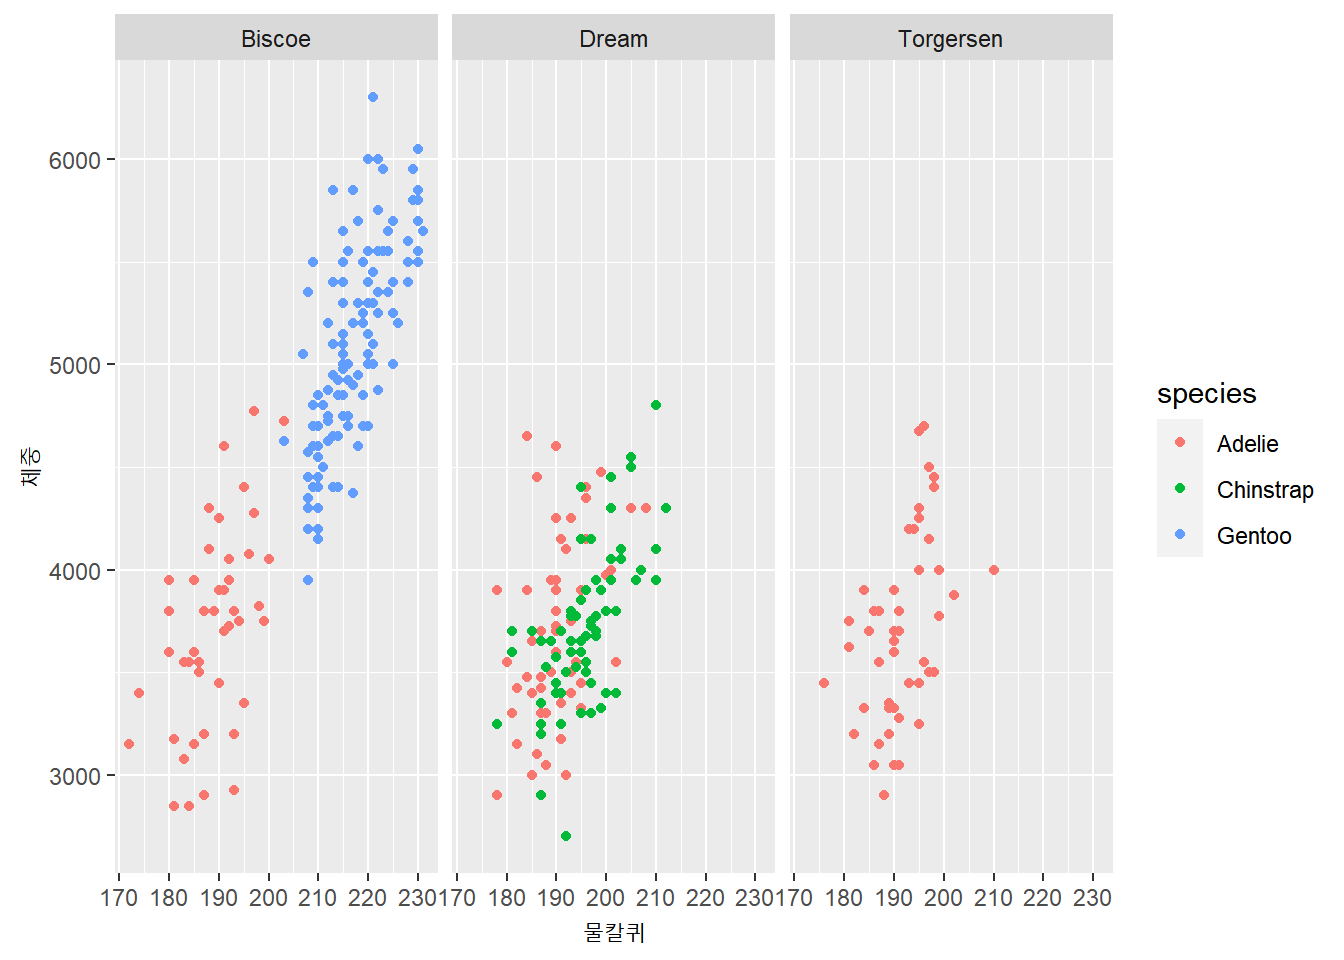 Biscoe Dream Torgersen
6000
5000
4000
3000
체중
170 180 190 200 210 220 230 170 180 190 200 210 220 230 170 180 190 200 210 220 230
물갈퀴
species
Adelie
Chinstrap
Gentoo